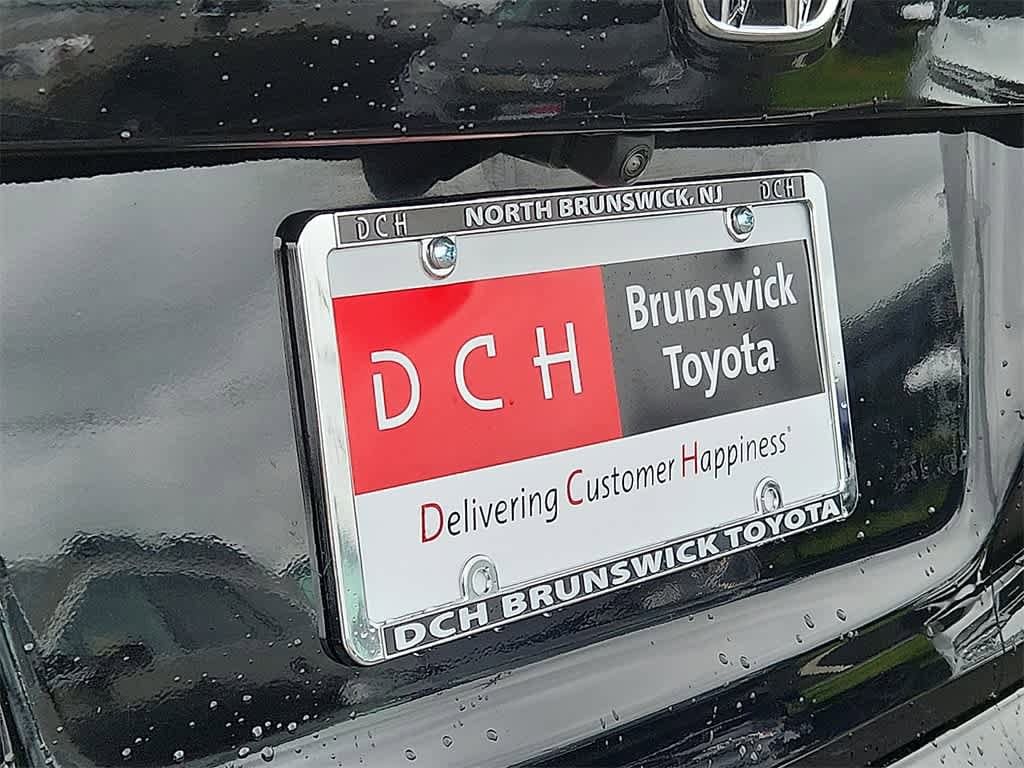 DCH NORTH BRUNSWICK, NJ DCH
DCH
Brunswick
Toyota
Delivering Customer Happiness®
DCH BRUNSWICK TOYOTA